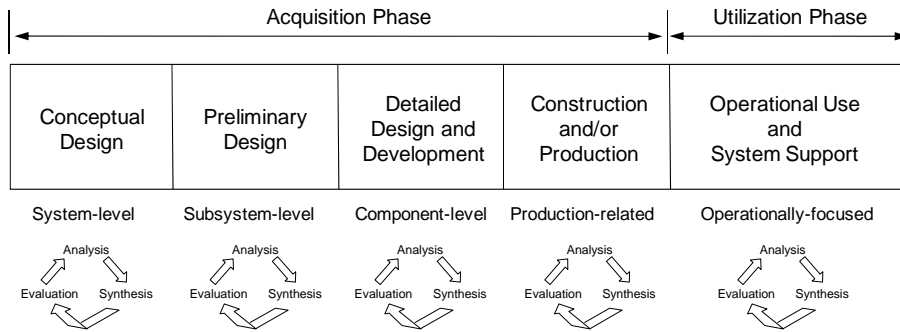 Acquisition Phase
Utilization Phase
Conceptual
Design
Preliminary
Design
Detailed
Design and
Development
Construction
and/or
Production
Operational Use
and
System Support
System-level
Subsystem-level
Component-level
Production-related
Operationally-focused
Analysis
Evaluation
Synthesis
Analysis
Evaluation
Synthesis
Analysis
Evaluation
Synthesis
Analysis
Evaluation
Synthesis
Analysis
Evaluation
Synthesis